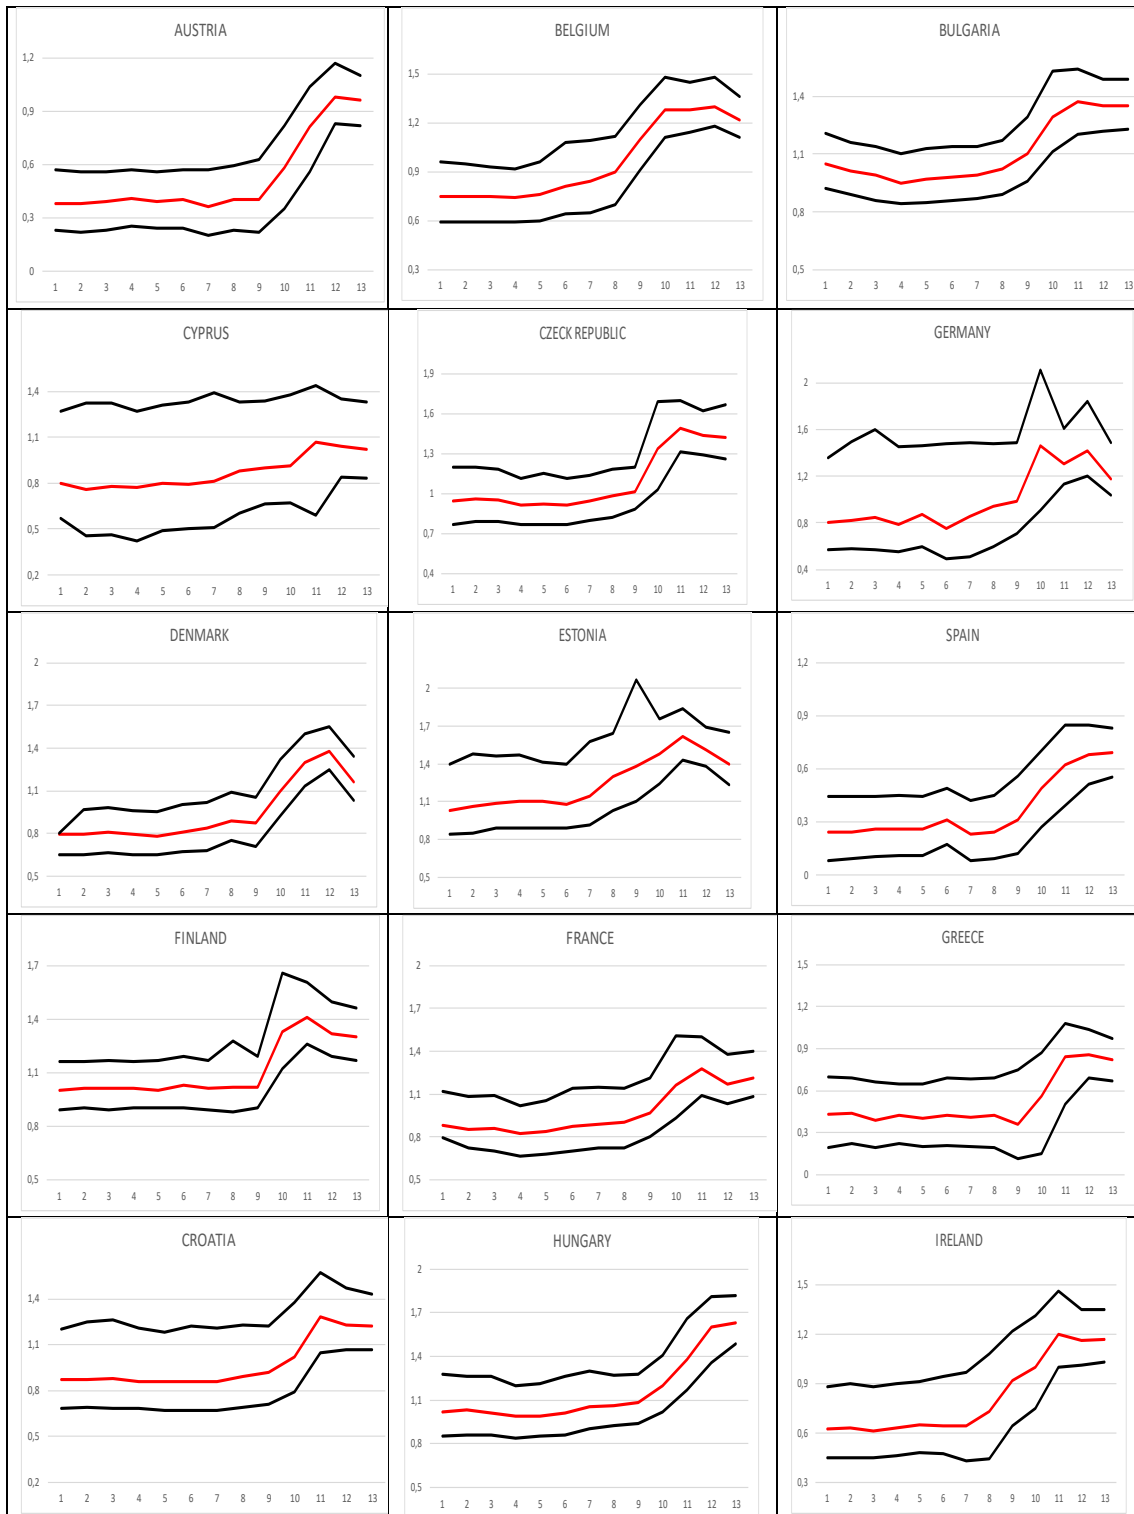 AUSTRIA
1,2
0,9
0,6
0,3
0
1 2 3 4 5 6 7 8 9 10 11 12 13
BELGIUM
1,5
1,2
0,9
0,6
0,3
1 2 3 4 5 6 7 8 9 10 11 12 13
BULGARIA
1,4
1,1
0,8
0,5
1 2 3 4 5 6 7 8 9 10 11 12 13
CYPRUS
1,4
1,1
0,8
0,5
0,2
1 2 3 4 5 6 7 8 9 10 11 12 13
CZECK REPUBLIC
1,9
1,6
1,3
1
0,7
0,4
1 2 3 4 5 6 7 8 9 10 11 12 13
GERMANY
2
1,6
1,2
0,8
0,4
1 2 3 4 5 6 7 8 9 10 11 12 13
DENMARK
2
1,7
1,4
1,1
0,8
0,5
1 2 3 4 5 6 7 8 9 10 11 12 13
ESTONIA
2
1,7
1,4
1,1
0,8
0,5
1 2 3 4 5 6 7 8 9 10 11 12 13
SPAIN
1,2
0,9
0,6
0,3
0
1 2 3 4 5 6 7 8 9 10 11 12 13
FINLAND
1,7
1,4
1,1
0,8
0,5
1 2 3 4 5 6 7 8 9 10 11 12 13
FRANCE
2
1,7
1,4
1,1
0,8
0,5
1 2 3 4 5 6 7 8 9 10 11 12 13
GREECE
1,5
1,2
0,9
0,6
0,3
0
1 2 3 4 5 6 7 8 9 10 11 12 13
CROATIA
1,4
1,1
0,8
0,5
0,2
1 2 3 4 5 6 7 8 9 10 11 12 13
HUNGARY
2
1,7
1,4
1,1
0,8
0,5
1 2 3 4 5 6 7 8 9 10 11 12 13
IRELAND
1,5
1,2
0,9
0,6
0,3
1 2 3 4 5 6 7 8 9 10 11 12 13